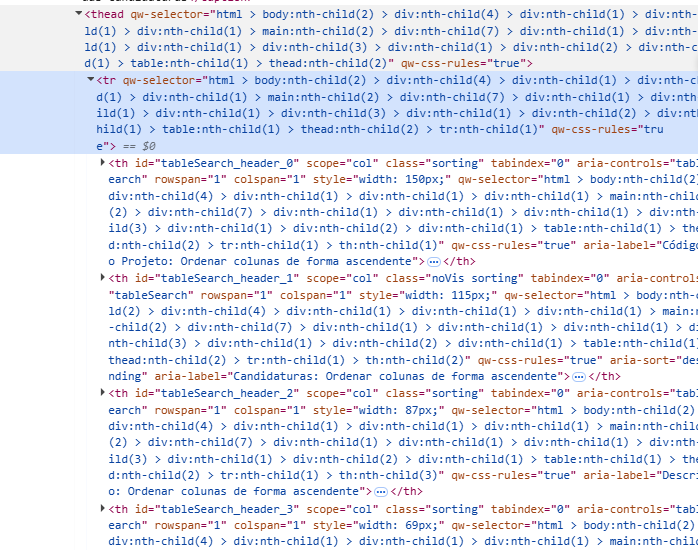 <thead qw-selector="html > body:nth-child(2) > div:nth-child(4) > div:nth-child(1) > div:nth-
ld(1) > div:nth-child(1) > main:nth-child(2) > div:nth-child(7) > div:nth-child(1) > div:nth-
ld(1) > div:nth-child(1) > div:nth-child(3) > div:nth-child(1) > div:nth-child(2) > div:nth-c
d(1) > table:nth-child(1) > thead:nth-child(2)" qw-css-rules="true">
<tr qw-selector="html > body:nth-child(2) > div:nth-child(4) > div:nth-child(1) > div:nth-c
d(1) > div:nth-child(1) > main:nth-child(2) > div:nth-child(7) > div:nth-child(1) > div:nth-
ild(1) > div:nth-child(1) > div:nth-child(3) > div:nth-child(1) > div:nth-child(2) > div:nth-
hild(1) > table:nth-child(1) > thead:nth-child(2) > tr:nth-child(1)" qw-css-rules="tru
e"> == $0
<th id="tableSearch_header_0" scope="col" class="sorting" tabindex="0" aria-controls="tabl
earch" rowspan="1" colspan="1" style="width: 150px;" qw-selector="html > body:nth-child(2)
div:nth-child(4) > div:nth-child(1) > div:nth-child(1) > div:nth-child(1) > main:nth-child
(2) > div:nth-child(7) > div:nth-child(1) > div:nth-child(1) > div:nth-child(1) > div:nth-
ild(3) > div:nth-child(1) > div:nth-child(2) > div:nth-child(1) > table:nth-child(1) > the
d:nth-child(2) > tr:nth-child(1) > th:nth-child(1)" qw-css-rules="true" aria-label="Código
o Projeto: Ordenar colunas de forma ascendente">…</th>
<th id="tableSearch_header_1" scope="col" class="noVis sorting" tabindex="0" aria-controls
"tableSearch" rowspan="1" colspan="1" style="width: 115px;" qw-selector="html > body:nth-c
ld(2) > div:nth-child(4) > div:nth-child(1) > div:nth-child(1) > div:nth-child(1) > main:n
-child(2) > div:nth-child(7) > div:nth-child(1) > div:nth-child(1) > div:nth-child(1) > di
nth-child(3) > div:nth-child(1) > div:nth-child(2) > div:nth-child(1) > table:nth-child(1)
thead:nth-child(2) > tr:nth-child(1) > th:nth-child(2)" qw-css-rules="true" aria-sort="des
nding" aria-label="Candidaturas: Ordenar colunas de forma ascendente">…</th>
<th id="tableSearch_header_2" scope="col" class="sorting" tabindex="0" aria-controls="tabl
earch" rowspan="1" colspan="1" style="width: 87px;" qw-selector="html > body:nth-child(2)
div:nth-child(4) > div:nth-child(1) > div:nth-child(1) > div:nth-child(1) > main:nth-child
(2) > div:nth-child(7) > div:nth-child(1) > div:nth-child(1) > div:nth-child(1) > div:nth-
ild(3) > div:nth-child(1) > div:nth-child(2) > div:nth-child(1) > table:nth-child(1) > the
d:nth-child(2) > tr:nth-child(1) > th:nth-child(3)" qw-css-rules="true" aria-label="Descri
o: Ordenar colunas de forma ascendente">…</th>
<th id="tableSearch_header_3" scope="col" class="sorting" tabindex="0" aria-controls="tabl
earch" rowspan="1" colspan="1" style="width: 69px;" qw-selector="html > body:nth-child(2)
div:nth-child(4) > div:nth-child(1) > div:nth-child(1) > div:nth-child(1) > main:nth-child